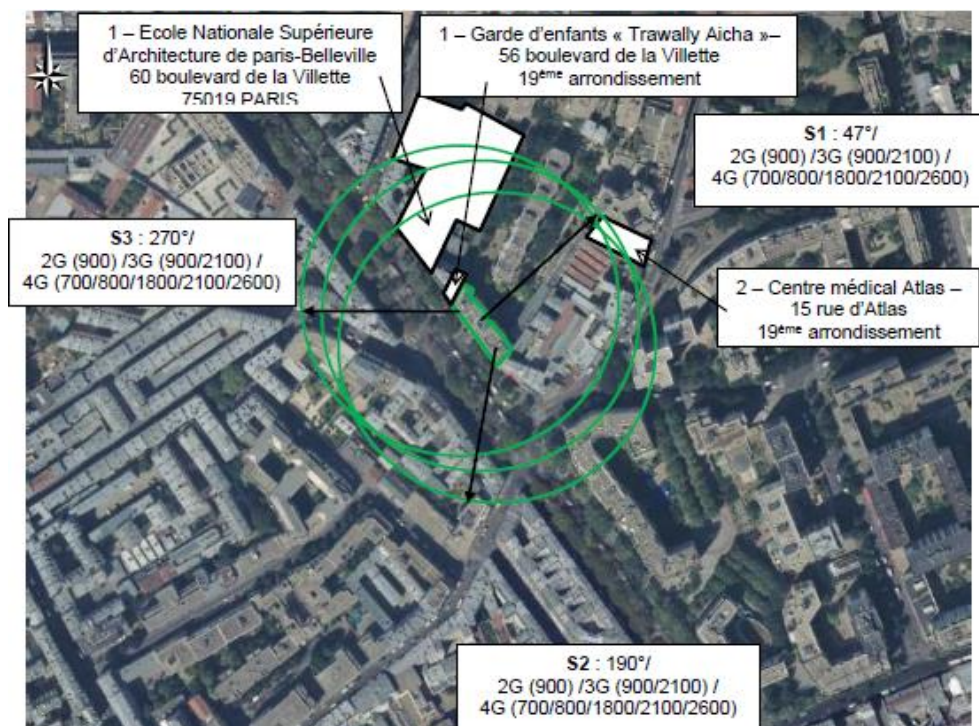 1 – Ecole Nationale Supérieure
d'Architecture de paris-Belleville
60 boulevard de la Villette
75019 PARIS
1 – Garde d'enfants « Trawally Aicha »–
56 boulevard de la Villette
19ème arrondissement
S1 : 47°/
2G (900) /3G (900/2100) /
4G (700/800/1800/2100/2600)
S3 : 270°/
2G (900) /3G (900/2100) /
4G (700/800/1800/2100/2600)
2 – Centre médical Atlas –
15 rue d'Atlas
19ème arrondissement
S2 : 190°/
2G (900) /3G (900/2100) /
4G (700/800/1800/2100/2600)